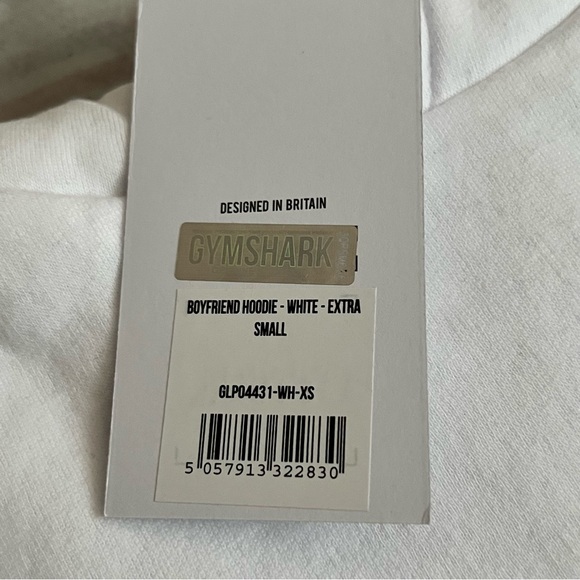 DESIGNED IN BRITAIN
GYMSHARK
BOYFRIEND HOODIE - WHITE - EXTRA
SMALL
GLP04431-WH-XS
5 057913 322830